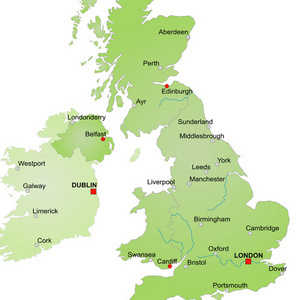 Aberdeen
Perth
Edinburgh
Ayr
Londonderry
Sunderland
Belfast
Middlesbrough
Westport
York
Leeds
Galway
DUBLIN
Liverpool
Manchester
Limerick
Birmingham
Cambridge
Cork
Swansea
Oxford
Cardiff
Bristol
LONDON
Dover
Portsmouth